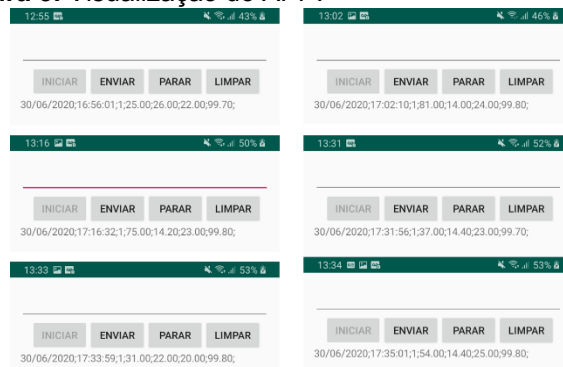 Visualização do
12:55 43%
INICIAR ENVIAR PARAR LIMPAR
30/06/2020;16:56:01;1;25.00;26.00;22.00;99.70;
13:02 46%
INICIAR ENVIAR PARAR LIMPAR
30/06/2020;17:02:10;1;81.00;14.00;24.00;99.80;
13:16 50%
INICIAR ENVIAR PARAR LIMPAR
30/06/2020;17:16:32;1;75.00;14.20;23.00;99.80;
13:31 52%
INICIAR ENVIAR PARAR LIMPAR
30/06/2020;17:31:56;1;37.00;14.40;23.00;99.70;
13:33 53%
INICIAR ENVIAR PARAR LIMPAR
30/06/2020;17:33:59;1;31.00;22.00;20.00;99.80;
13:34 53%
INICIAR ENVIAR PARAR LIMPAR
30/06/2020;17:35:01;1;54.00;14.40;25.00;99.80;